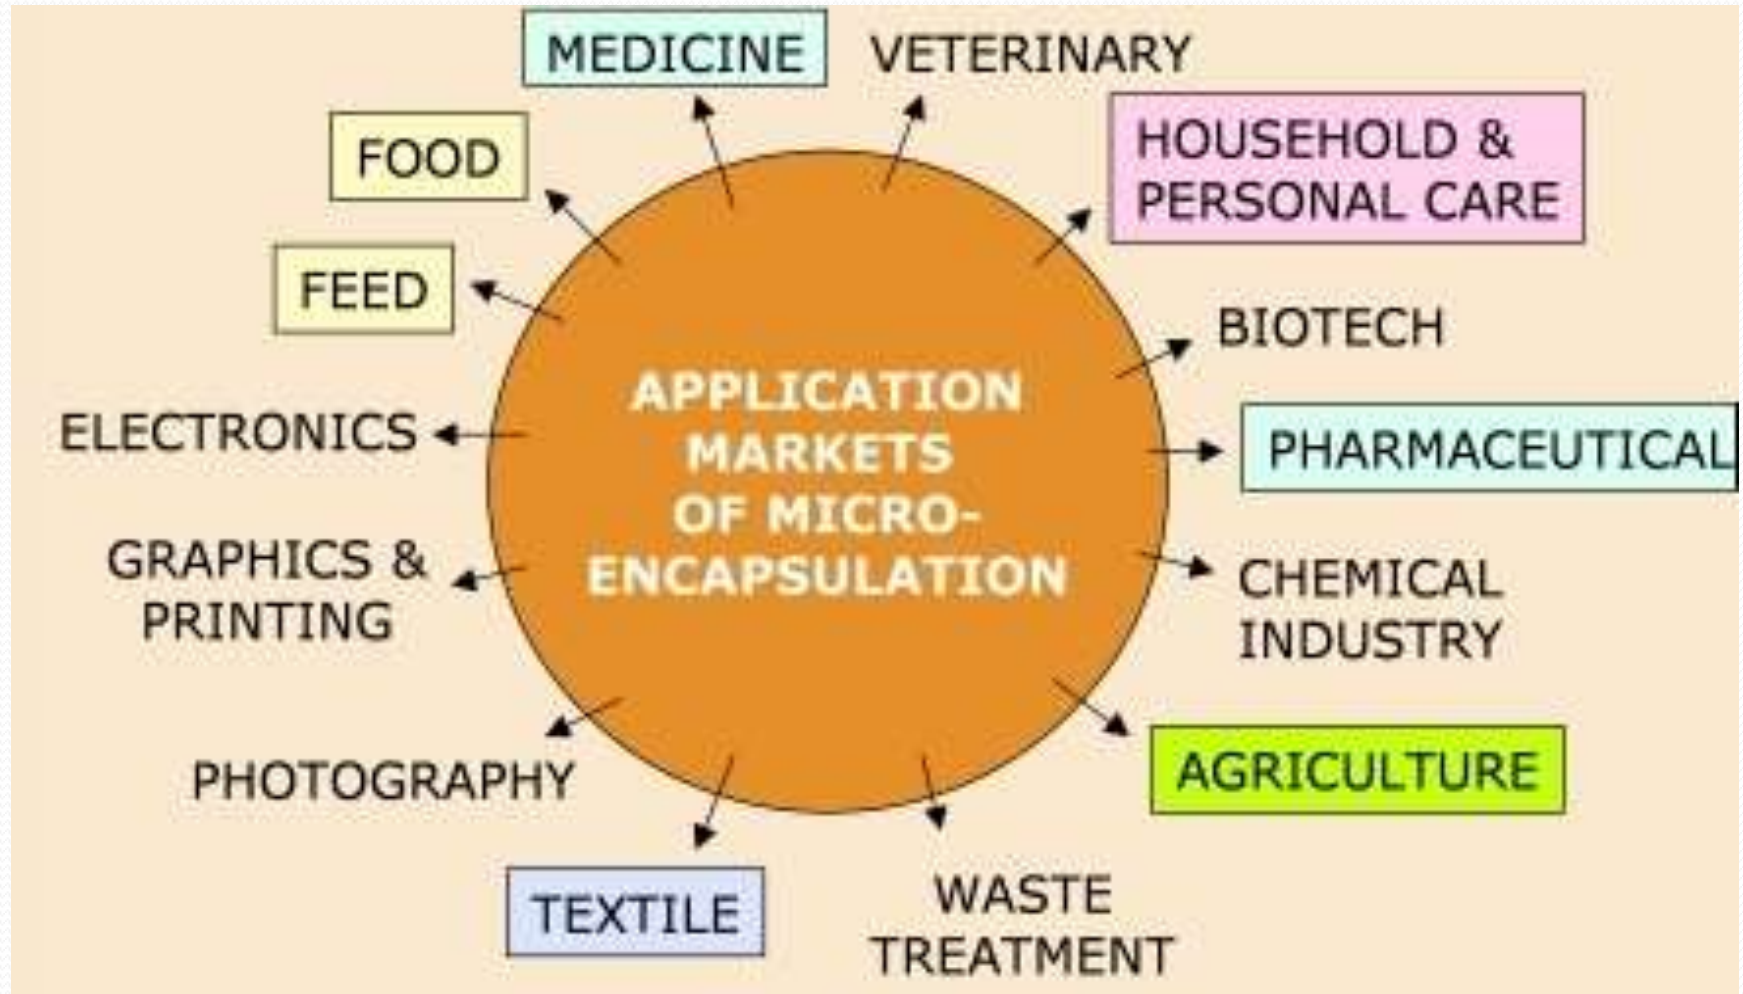 MEDICINE
VETERINARY
FOOD
HOUSEHOLD &
PERSONAL CARE
FEED
BIOTECH
APPLICATION
MARKETS
OF MICRO-
ENCAPSULATION
ELECTRONICS
PHARMACEUTICAL
GRAPHICS &
PRINTING
CHEMICAL
INDUSTRY
PHOTOGRAPHY
AGRICULTURE
TEXTILE
WASTE
TREATMENT